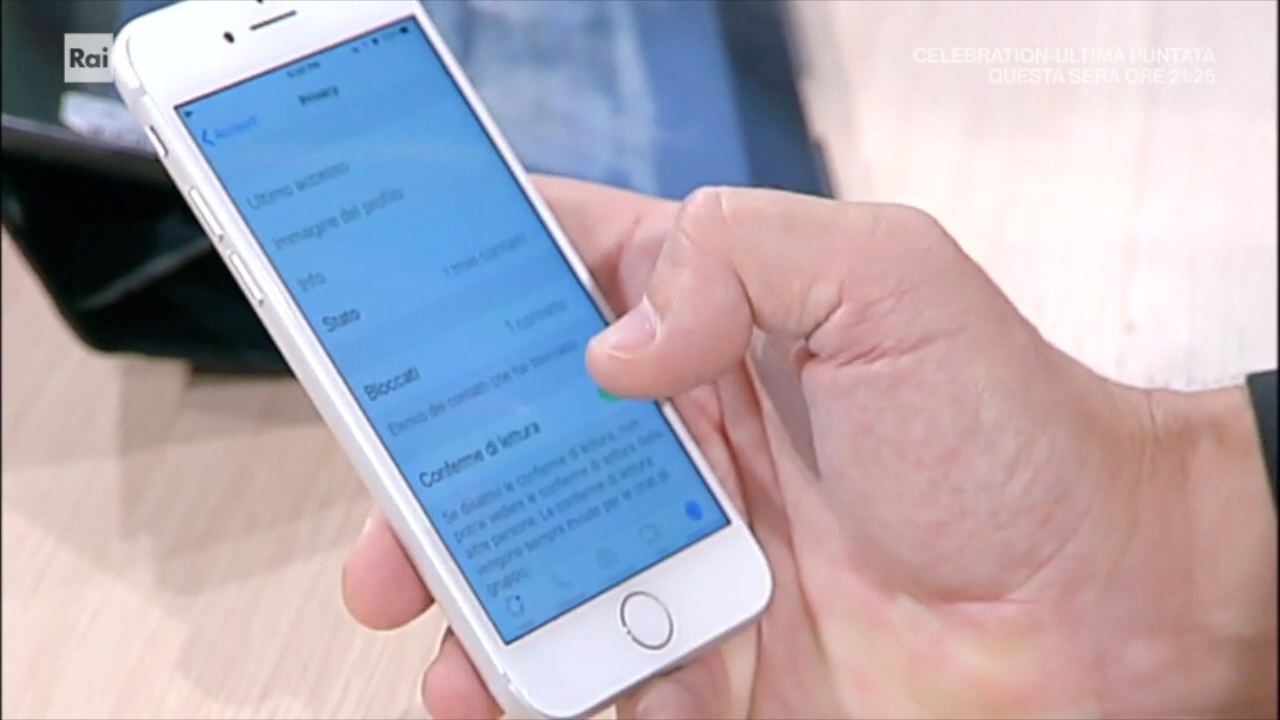 Rai
CELEBRATION-ULTIMA PUNTATA
QUESTA SERA ORE 21:25
Privacy
Account
Ultimo accesso
Immagine del profilo
Info
I miei contatti
Stato
1 contatto
Bloccati
Elenco dei contatti che hai bloccato
Conferme di lettura
Se disattivi le conferme di lettura, non
potrai vedere le conferme di lettura delle
altre persone. Le conferme di lettura
vengono sempre inviate per le chat di
gruppo.